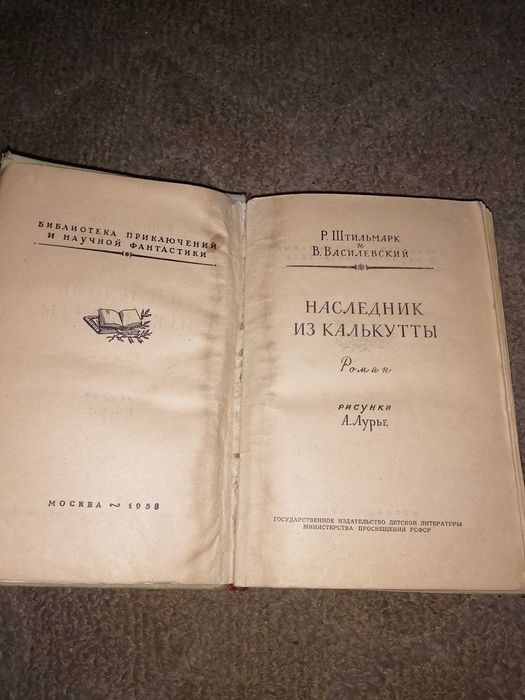 БИБЛИОТЕКА ПРИКЛЮЧЕНИЙ
И НАУЧНОЙ ФАНТАСТИКИ
МОСКВА ~ 1958
Р. ШТИЛЬМАРК
и
В. ВАСИЛЕВСКИЙ
НАСЛЕДНИК
ИЗ КАЛЬКУТТЫ
Роман
РИСУНКИ
А. ЛУРЬЕ
ГОСУДАРСТВЕННОЕ ИЗДАТЕЛЬСТВО ДЕТСКОЙ ЛИТЕРАТУРЫ
МИНИСТЕРСТВА ПРОСВЕЩЕНИЯ РСФСР